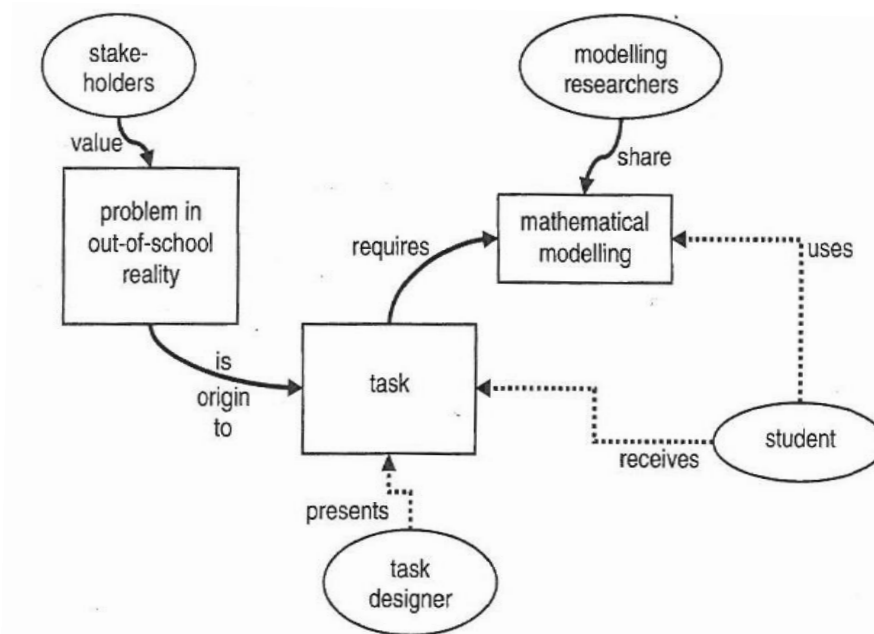 stake-
holders
modelling
researchers
value
share
problem in
out-of-school
reality
mathematical
modelling
requires
uses
is
origin
to
task
student
receives
presents
task
designer